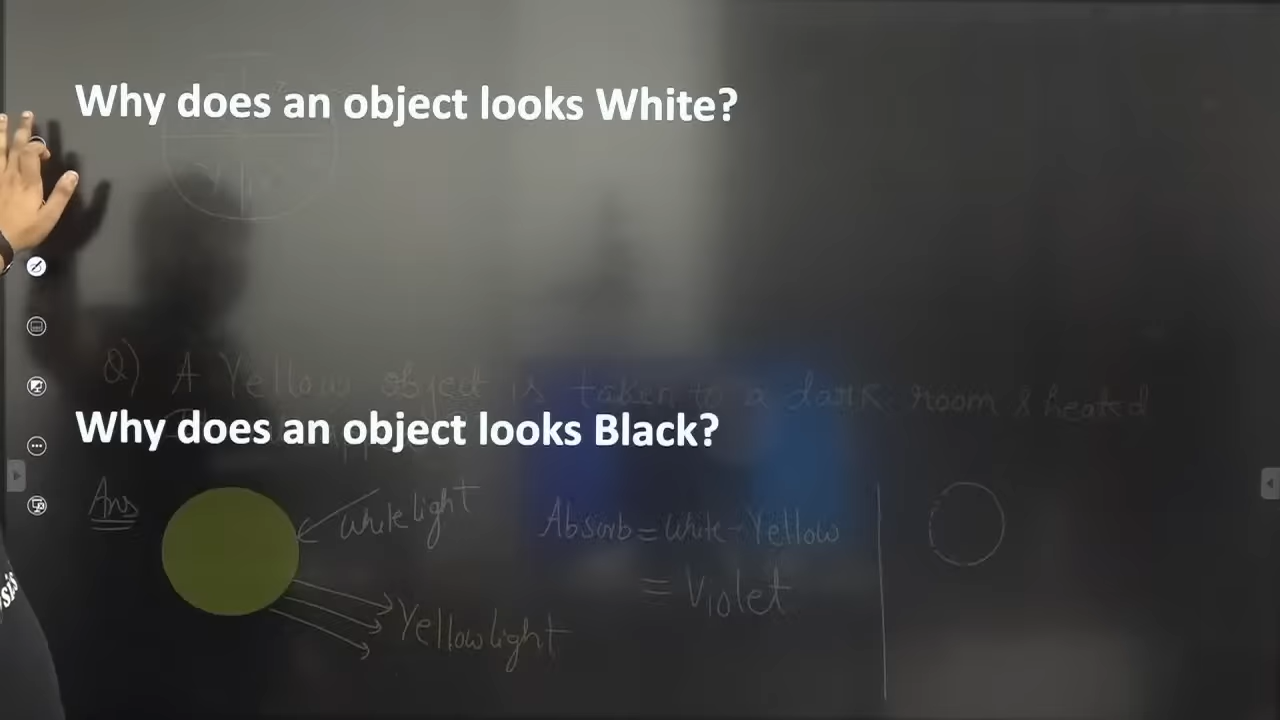 Why does an object looks White?
Q) A Yellow object is taken to a dark room & heated
Why does an object looks Black?
Ans
White light
Absorb = White - Yellow
= Violet
Yellow light